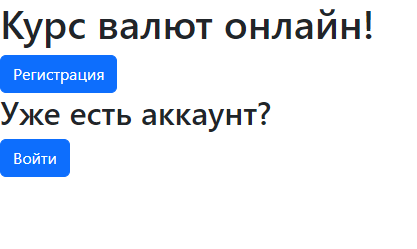 Курс валют онлайн!
Регистрация
Уже есть аккаунт?
Войти